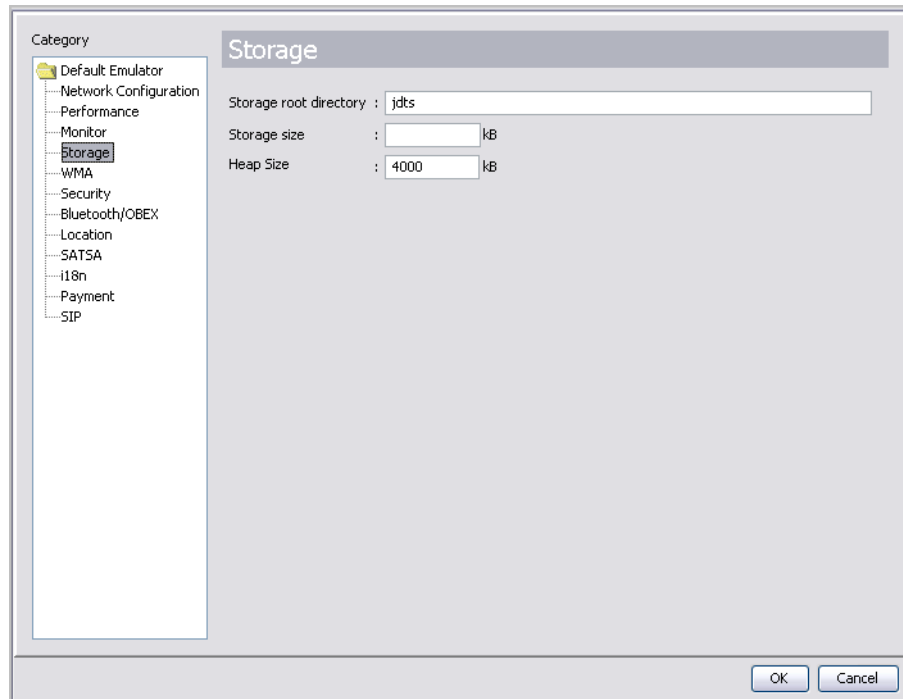 Category
Default Emulator
Network Configuration
Performance
Monitor
Storage
WMA
Security
Bluetooth/OBEX
Location
SATSA
i18n
Payment
SIP
Storage
Storage root directory : jdts
Storage size : kB
Heap Size : 4000 kB
OK Cancel